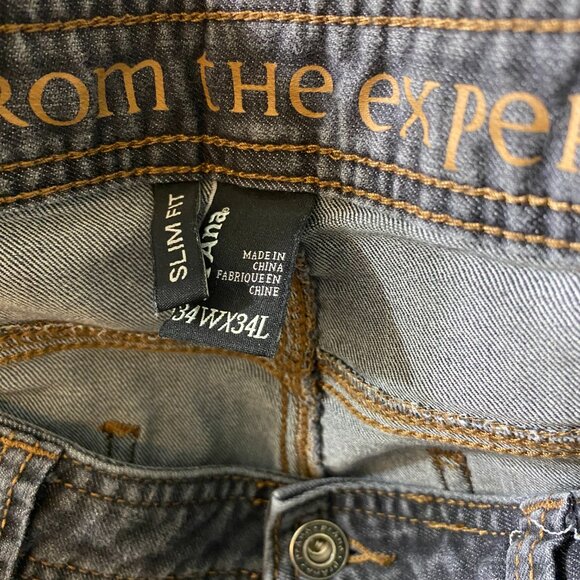 ROM THE EXPE
SLIM FIT
Ana®
MADE IN
CHINA
FABRIQUE EN
CHINE
34WX34L